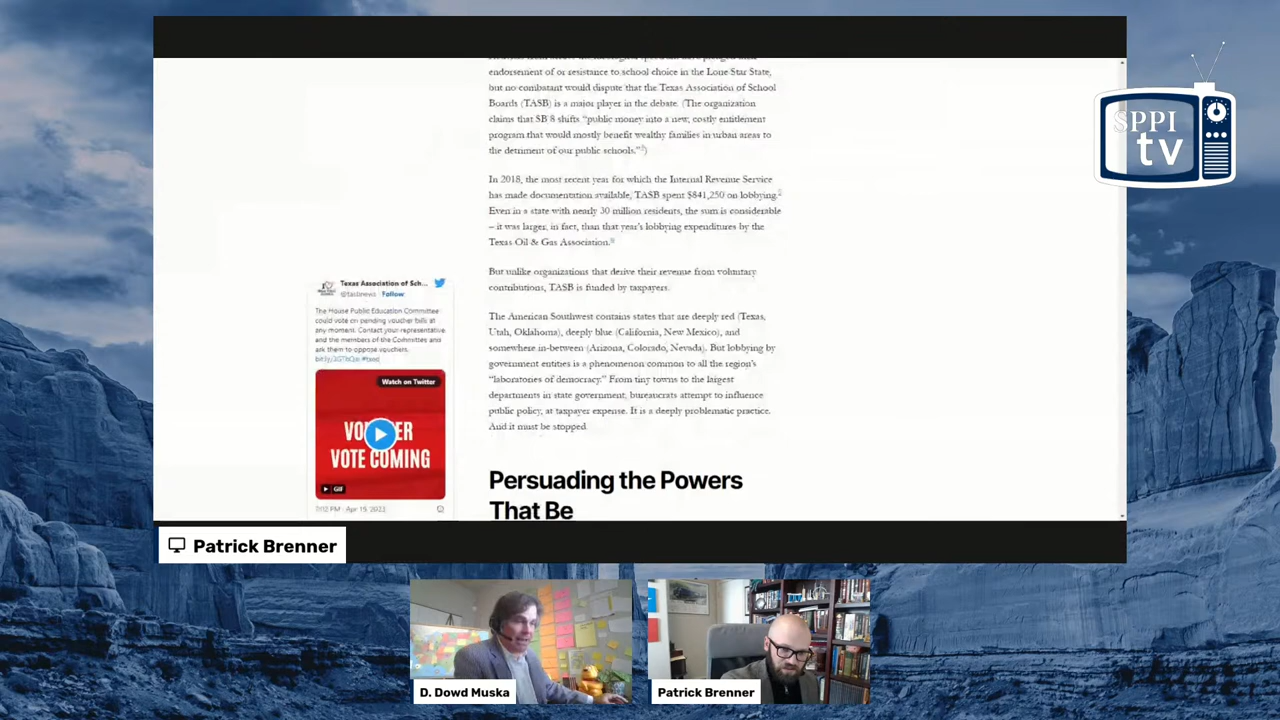 endorsement of or resistance to school choice in the Lone Star State,
but no combatant would dispute that the Texas Association of School
Boards (TASB) is a major player in the debate. (The organization
claims that SB 8 shifts “public money into a new, costly entitlement
program that would mostly benefit wealthy families in urban areas to
the detriment of our public schools.”)
In 2018, the most recent year for which the Internal Revenue Service
has made documentation available, TASB spent $841,250 on lobbying.
Even in a state with nearly 30 million residents, the sum is considerable
– it was larger, in fact, than that year's lobbying expenditures by the
Texas Oil & Gas Association.
But unlike organizations that derive their revenue from voluntary
contributions, TASB is funded by taxpayers.
The American Southwest contains states that are deeply red (Texas,
Utah, Oklahoma), deeply blue (California, New Mexico), and
somewhere in-between (Arizona, Colorado, Nevada). But lobbying by
government entities is a phenomenon common to all the region's
“laboratories of democracy.” From tiny towns to the largest
departments in state government, bureaucrats attempt to influence
public policy, at taxpayer expense. It is a deeply problematic practice.
And it must be stopped.
Persuading the Powers
That Be
Texas Association of Sch...
@tasbnews Follow
The House Public Education Committee
could vote on pending voucher bills at
any moment. Contact your representative
and the members of the Committee and
ask them to oppose vouchers.
#txed
Watch on Twitter
VOTE COMING
GIF
7:12 PM · Apr 15, 2023
SPPI
tv
Patrick Brenner
D. Dowd Muska
Patrick Brenner